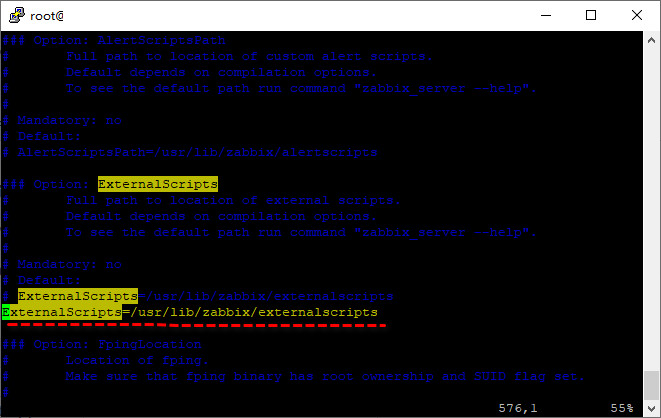 root@
### Option: AlertScriptsPath
#       Full path to location of custom alert scripts.
#       Default depends on compilation options.
#       To see the default path run command "zabbix_server --help".
#
# Mandatory: no
# Default:
# AlertScriptsPath=/usr/lib/zabbix/alertscripts
### Option: ExternalScripts
#       Full path to location of external scripts.
#       Default depends on compilation options.
#       To see the default path run command "zabbix_server --help".
#
# Mandatory: no
# Default:
# ExternalScripts=/usr/lib/zabbix/externalscripts
ExternalScripts=/usr/lib/zabbix/externalscripts
### Option: FpingLocation
#       Location of fping.
#       Make sure that fping binary has root ownership and SUID flag set.
#
576,1 55%